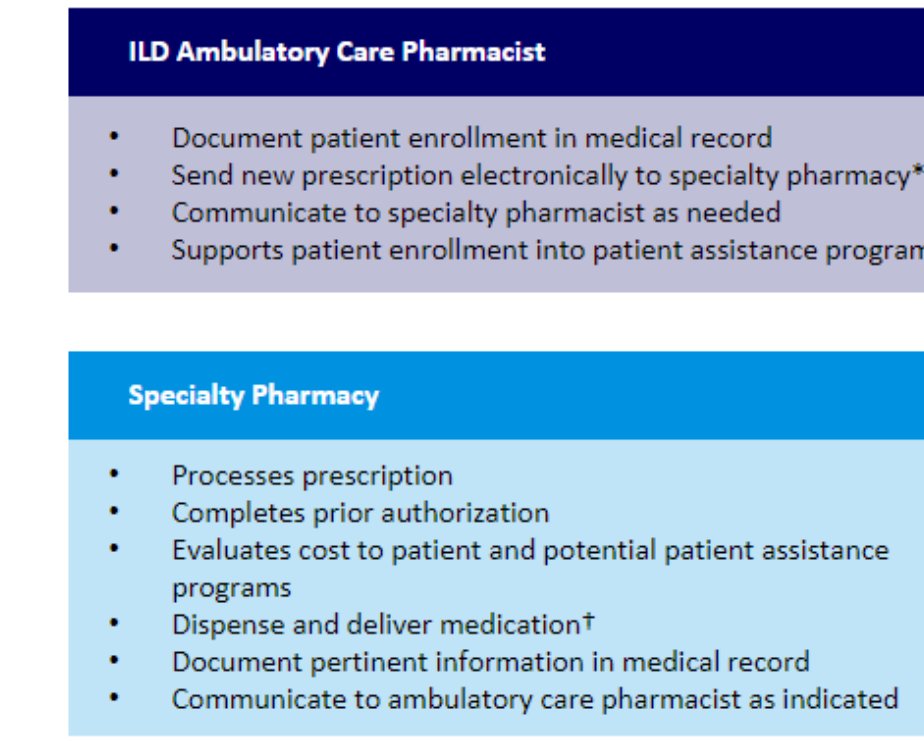 ILD Ambulatory Care Pharmacist
• Document patient enrollment in medical record
• Send new prescription electronically to specialty pharmacy*
• Communicate to specialty pharmacist as needed
• Supports patient enrollment into patient assistance
Specialty Pharmacy
• Processes prescription
• Completes prior authorization
• Evaluates cost to patient and potential patient assistance
programs
• Dispense and deliver medication†
• Document pertinent information in medical record
• Communicate to ambulatory care pharmacist as indicated